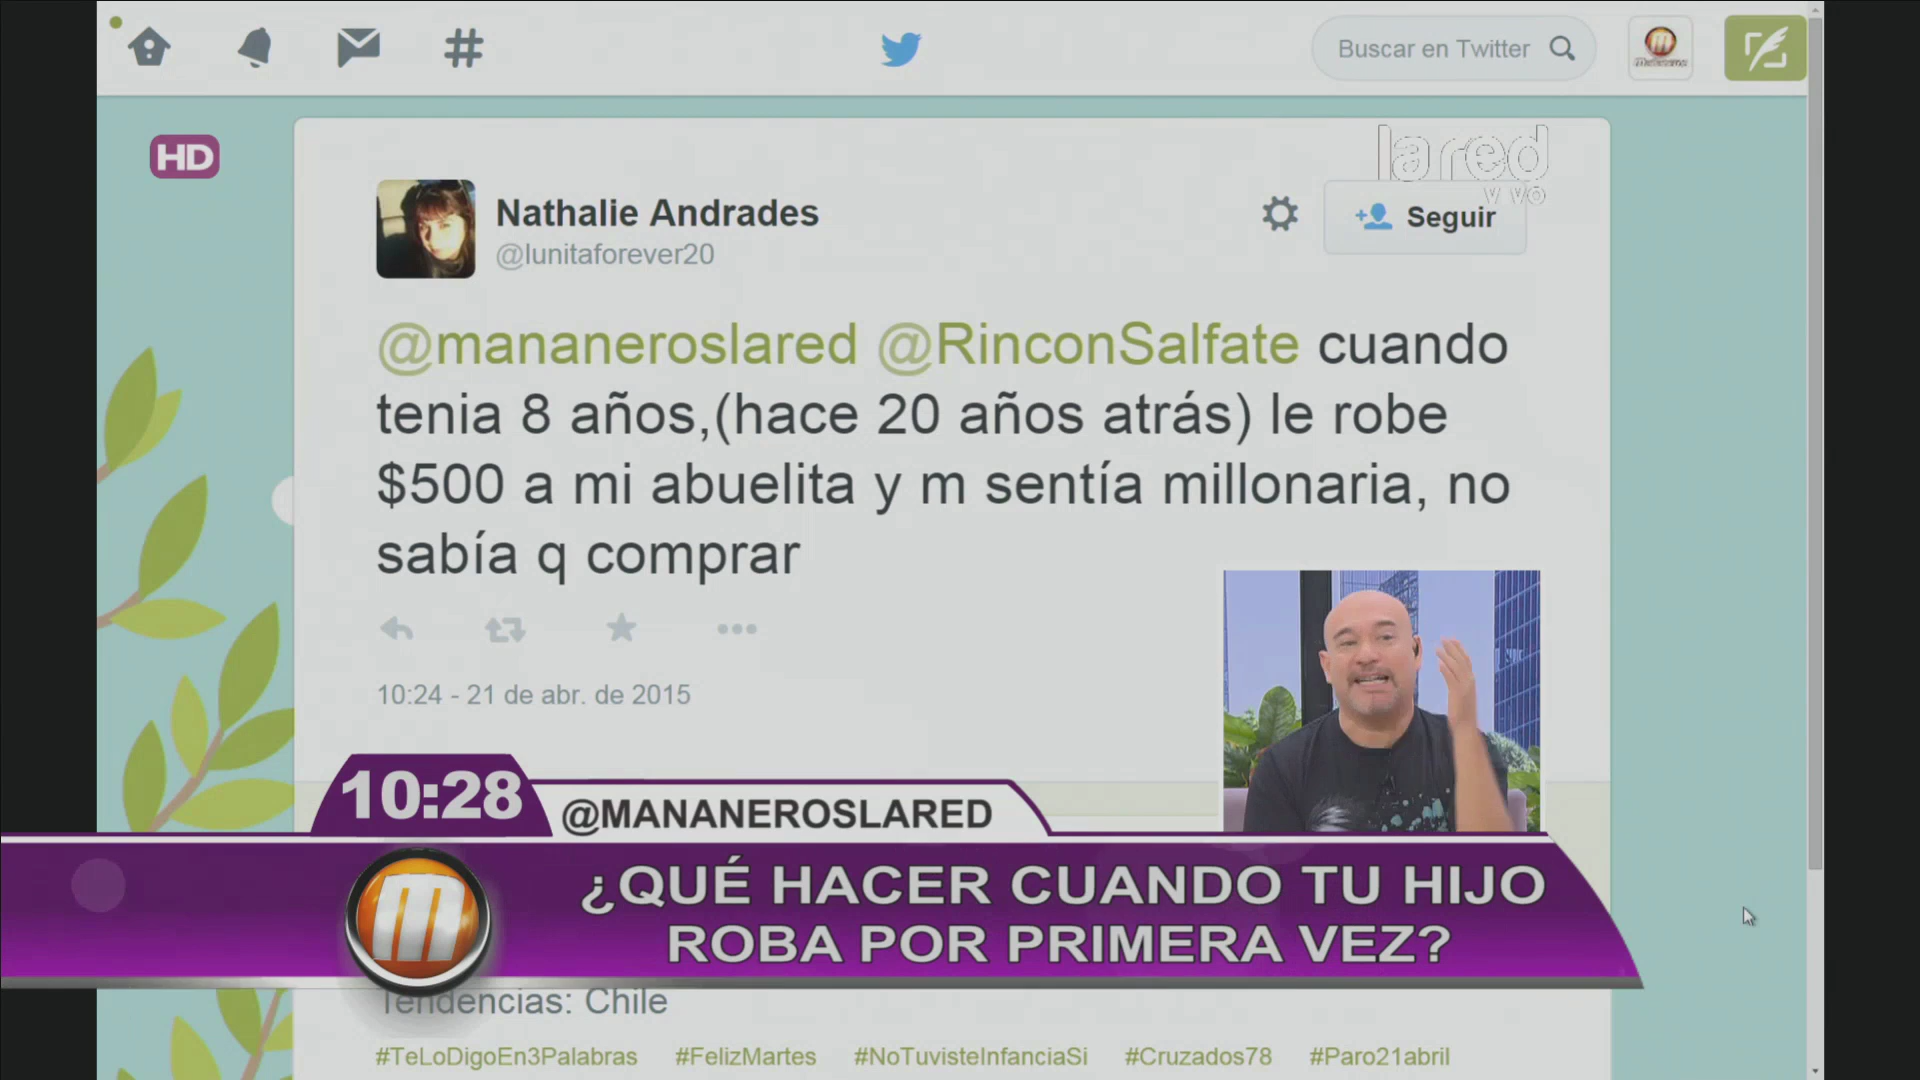 Buscar en Twitter
HD
la red
vivo
Nathalie Andrades
@lunitaforever20
Seguir
@mananeroslared @RinconSalfate cuando
tenia 8 años,(hace 20 años atrás) le robe
$500 a mi abuelita y m sentía millonaria, no
sabía q comprar
10:24 - 21 de abr. de 2015
10:28
@MANANEROSLARED
¿QUÉ HACER CUANDO TU HIJO
ROBA POR PRIMERA VEZ?
Tendencias: Chile
#TeLoDigoEn3Palabras #FelizMartes #NoTuvisteInfanciaSi #Cruzados78 #Paro21abril